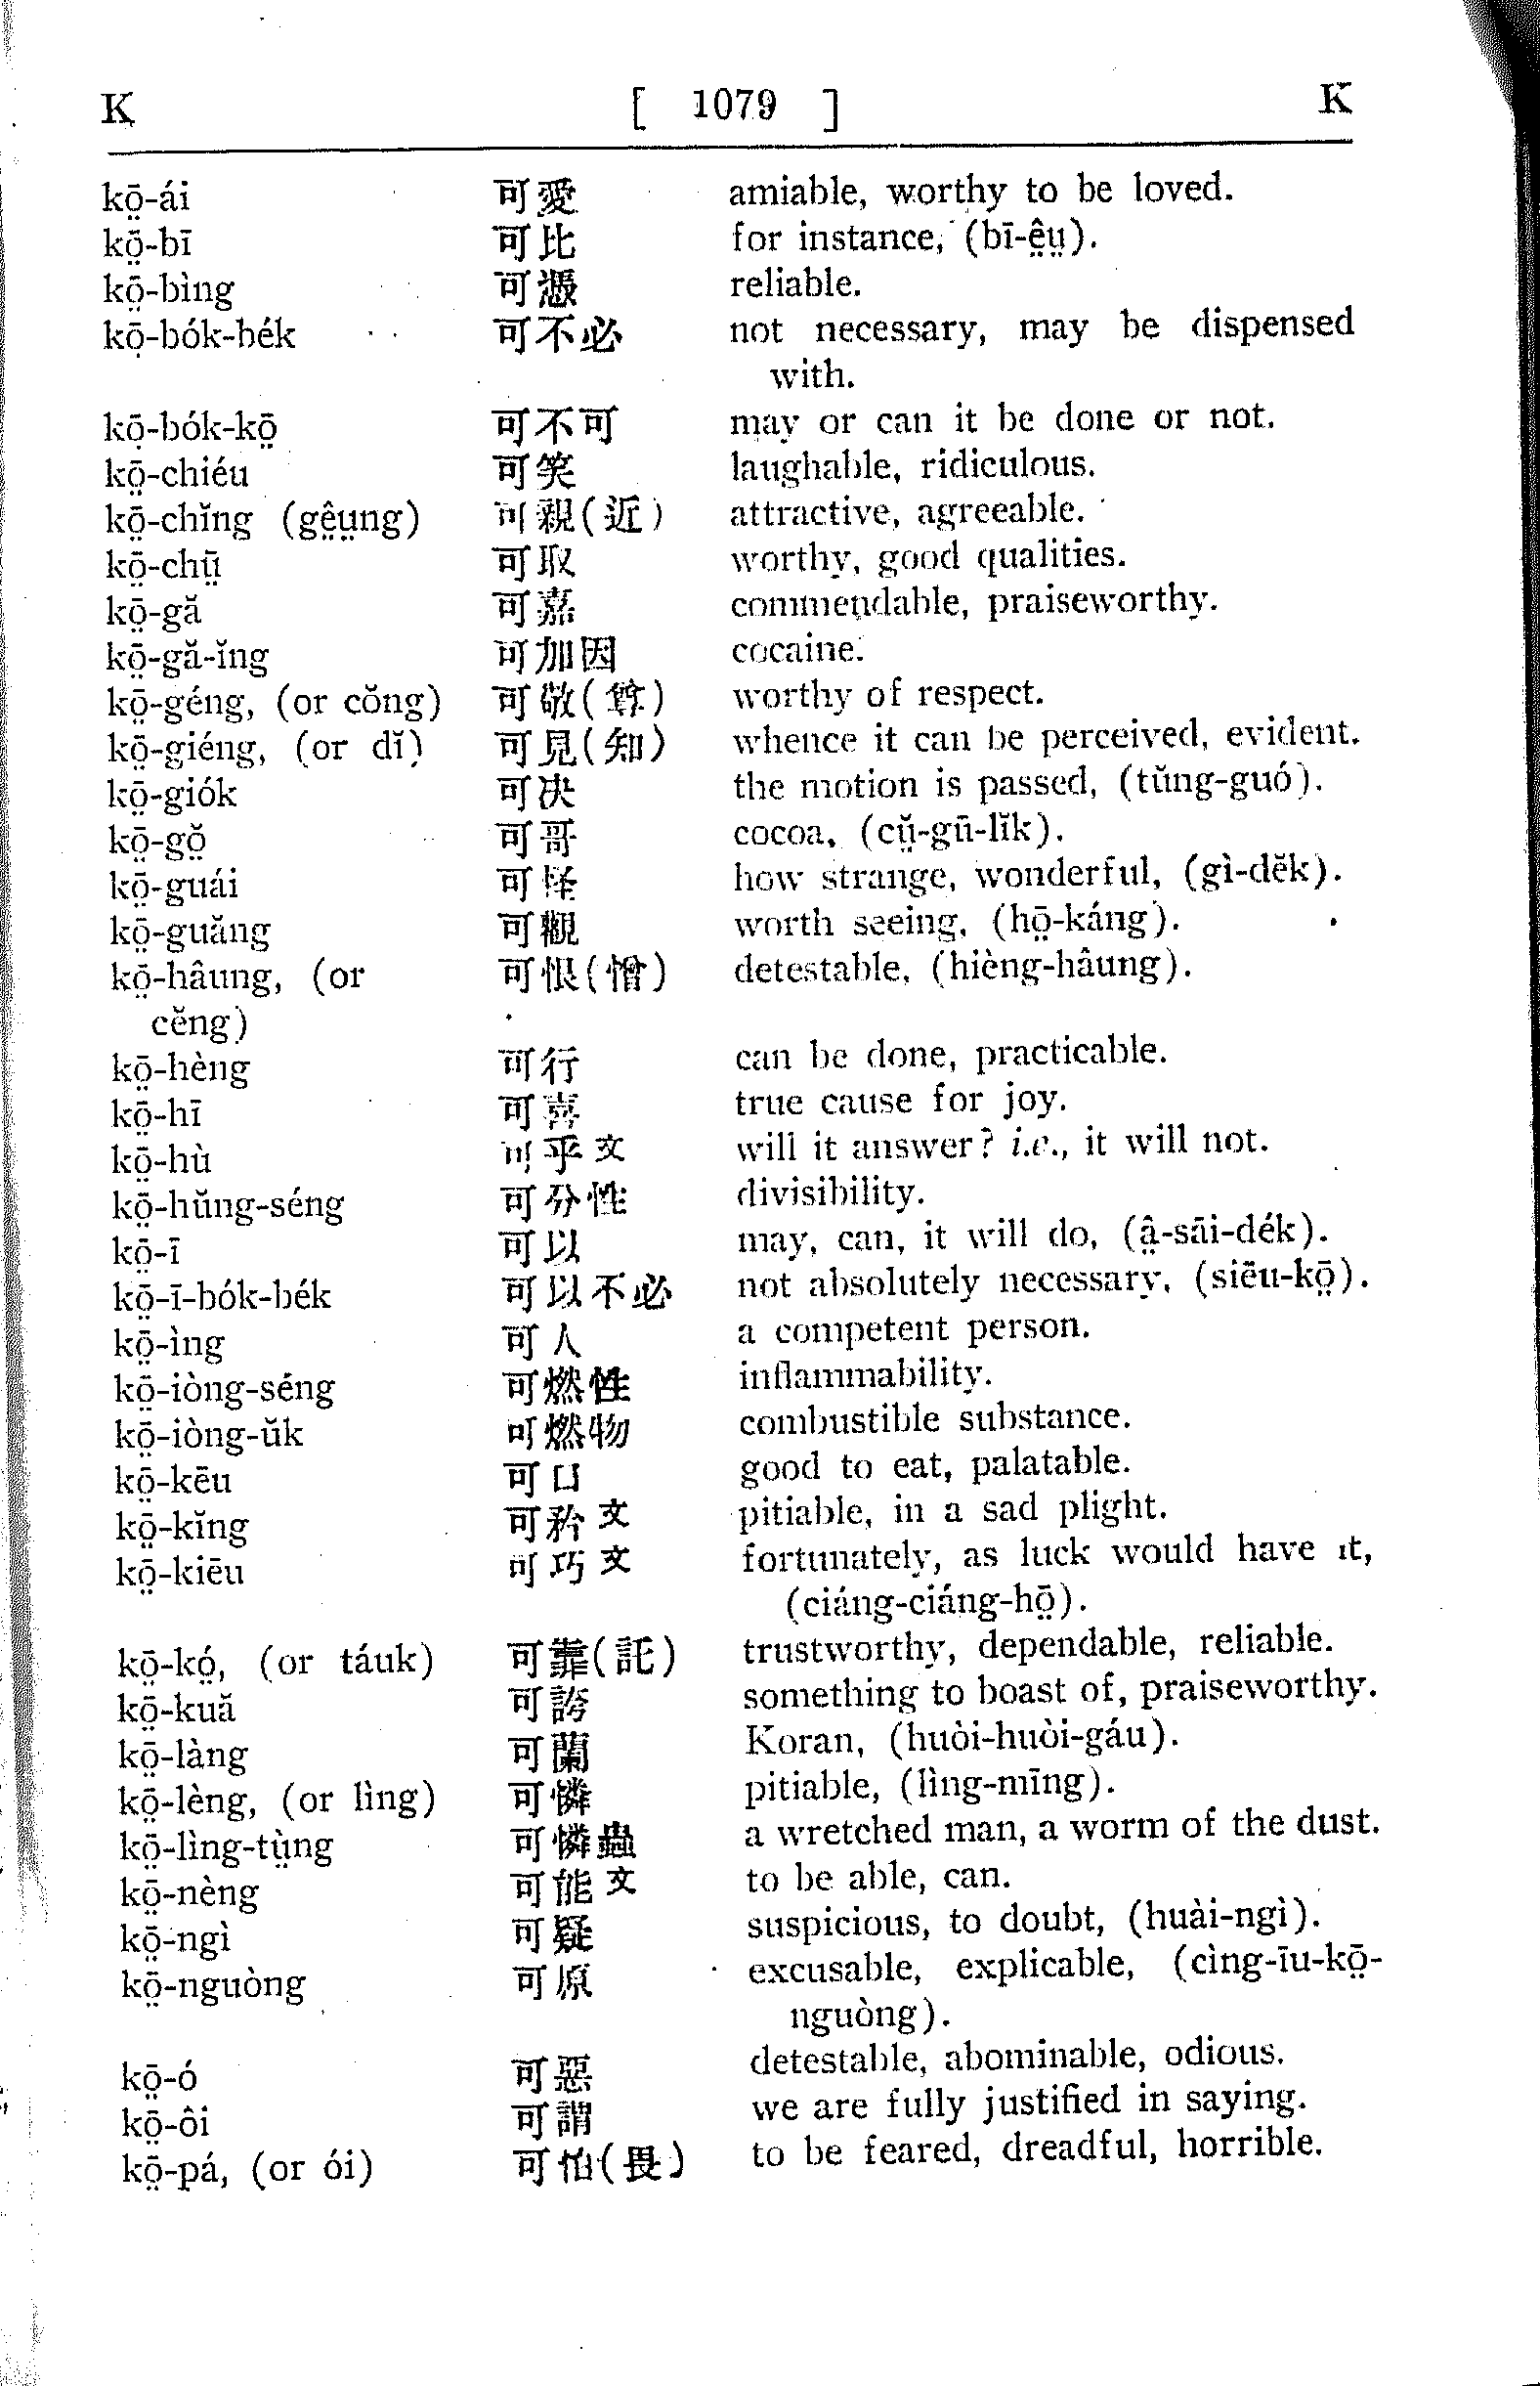 K [ 1079 ] K
kō̤-ái 可愛 amiable, worthy to be loved.
kō̤-bī 可比 for instance, (bī-ê̤ṳ).
kō̤-bìng 可憑 reliable.
kō̤-bók-bék 可不必 not necessary, may be dispensed
with.
kō̤-bók-kō̤ 可不可 may or can it be done or not.
kō̤-chiéu 可笑 laughable, ridiculous.
kō̤-chĭng (gê̤ṳng) 可親(近) attractive, agreeable.
kō̤-chṳ̄ 可取 worthy, good qualities.
kō̤-gă 可嘉 commendable, praiseworthy.
kō̤-gă-ĭng 可加因 cocaine.
kō̤-géng, (or cŏng) 可敬(尊) worthy of respect.
kō̤-giéng, (or dĭ) 可見(知) whence it can be perceived, evident.
kō̤-giók 可决 the motion is passed, (tŭng-guó).
kō̤-gŏ̤ 可哥 cocoa, (cṳ̆-gū-lĭk).
kō̤-guái 可怪 how strange, wonderful, (gì-dĕk).
kō̤-guăng 可觀 worth seeing, (hō̤-káng).
kō̤-hâung, (or 可恨(憎) detestable, (hièng-hâung).
cĕng)
kō̤-hèng 可行 can be done, practicable.
kō̤-hī 可喜 true cause for joy.
kō̤-hù 可乎文 will it answer? i.e., it will not.
kō̤-hŭng-séng 可分性 divisibility.
kō̤-ī 可以 may, can, it will do, (â̤-sāi-dék).
kō̤-ī-bók-bék 可以不必 not absolutely necessary, (siēu-kō̤).
kō̤-ìng 可人 a competent person.
kō̤-iòng-séng 可燃性 inflammability.
kō̤-iòng-ŭk 可燃物 combustible substance.
kō̤-kēu 可口 good to eat, palatable.
kō̤-kĭng 可矜文 pitiable, in a sad plight.
kō̤-kiēu 可巧文 fortunately, as luck would have it,
(ciáng-ciáng-hō̤).
kō̤-kó̤, (or táuk) 可靠(託) trustworthy, dependable, reliable.
kō̤-kuă 可誇 something to boast of, praiseworthy.
kō̤-làng 可蘭 Koran, (huòi-huòi-gáu).
kō̤-lèng, (or lìng) 可憐 pitiable, (lìng-mīng).
kō̤-lìng-tṳ̀ng 可憐蟲 a wretched man, a worm of the dust.
kō̤-nèng 可能文 to be able, can.
kō̤-ngì 可疑 suspicious, to doubt, (huài-ngì).
kō̤-nguòng 可原 excusable, explicable, (cìng-īu-kō̤-
nguòng).
kō̤-ó 可惡 detestable, abominable, odious.
kō̤-ôi 可謂 we are fully justified in saying.
kō̤-pá, (or ói) 可怕(畏) to be feared, dreadful, horrible.